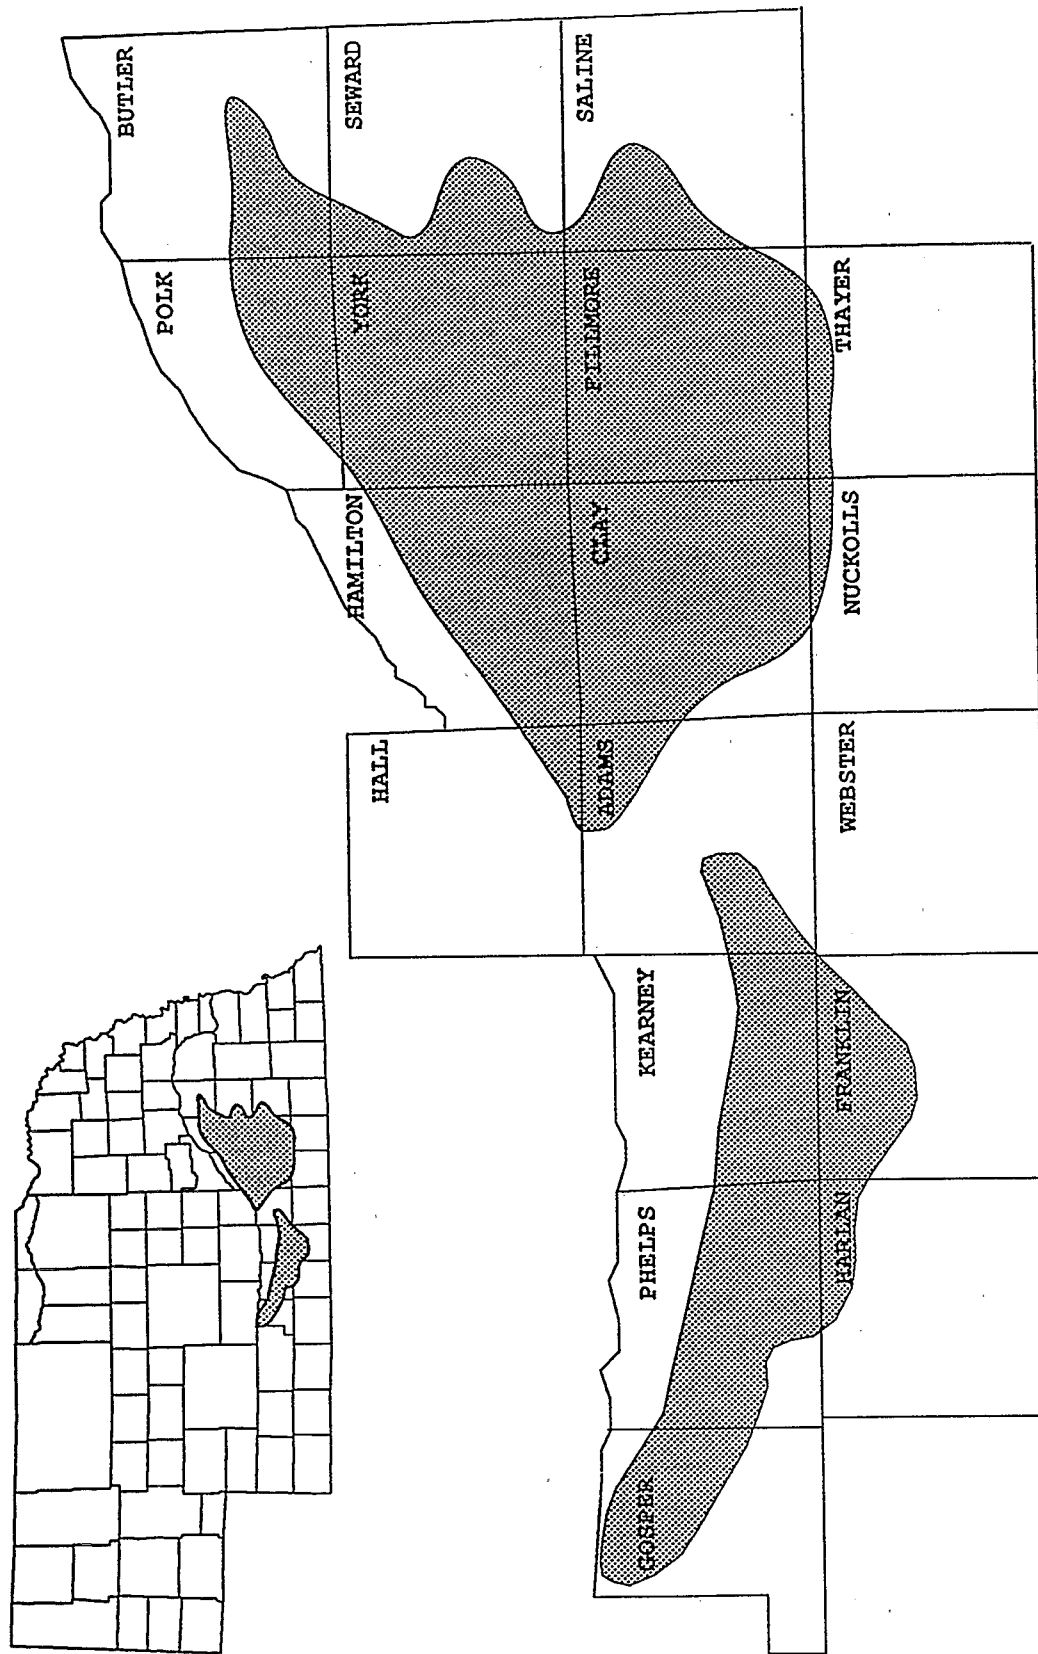 BUTLER
POLK
SEWARD
YORK
HAMILTON
HALL
SALINE
FILLMORE
CLAY
ADAMS
KEARNEY
PHELPS
GOSPER
THAYER
NUCKOLLS
WEBSTER
FRANKLIN
HARLAN